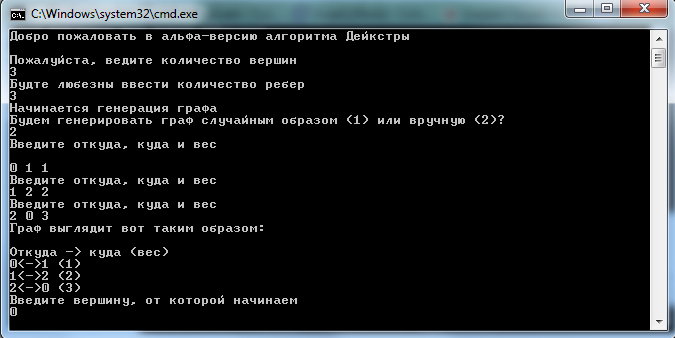 C:\Windows\system32\cmd.exe
Добро пожаловать в альфа-версию алгоритма Дейкстры
Пожалуйста, ведите количество вершин
3
Будте любезны ввести количество ребер
3
Начинается генерация графа
Будем генерировать граф случайным образом (1) или вручную (2)?
2
Введите откуда, куда и вес
0 1 1
Введите откуда, куда и вес
1 2 2
Введите откуда, куда и вес
2 0 3
Граф выглядит вот таким образом:
Откуда -> куда (вес)
0<->1 (1)
1<->2 (2)
2<->0 (3)
Введите вершину, от которой начинаем
0